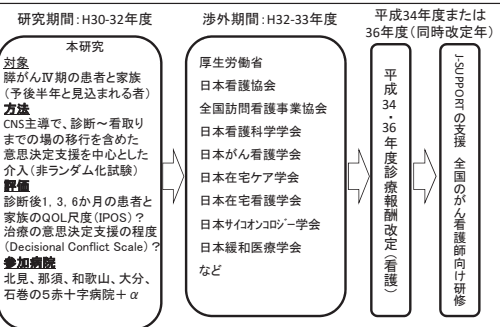 研究期間:H30-32年度
本研究
対象
膵がんⅣ期の患者と家族
(予後半年と見込まれる者)
方法
CNS主導で、診断~看取り
までの場の移行を含めた
意思決定支援を中心とした
介入(非ランダム化試験)
評価
診断後1, 3, 6か月の患者と
家族のQOL尺度(IPOS)?
治療の意思決定支援の程度
(Decisional Conflict Scale)?
参加病院
北見、那須、和歌山、大分、
石巻の5赤十字病院+α
渉外期間:H32-33年度
厚生労働省
日本看護協会
全国訪問看護事業協会
日本看護科学学会
日本がん看護学会
日本在宅ケア学会
日本在宅看護学会
日本サイコオンコロジー学会
日本緩和医療学会
など
平成34年度または
36年度(同時改定年)
平成34・36年度診療報酬改定(看護)
J-SUPPORTの支援 全国のがん看護師向け研修